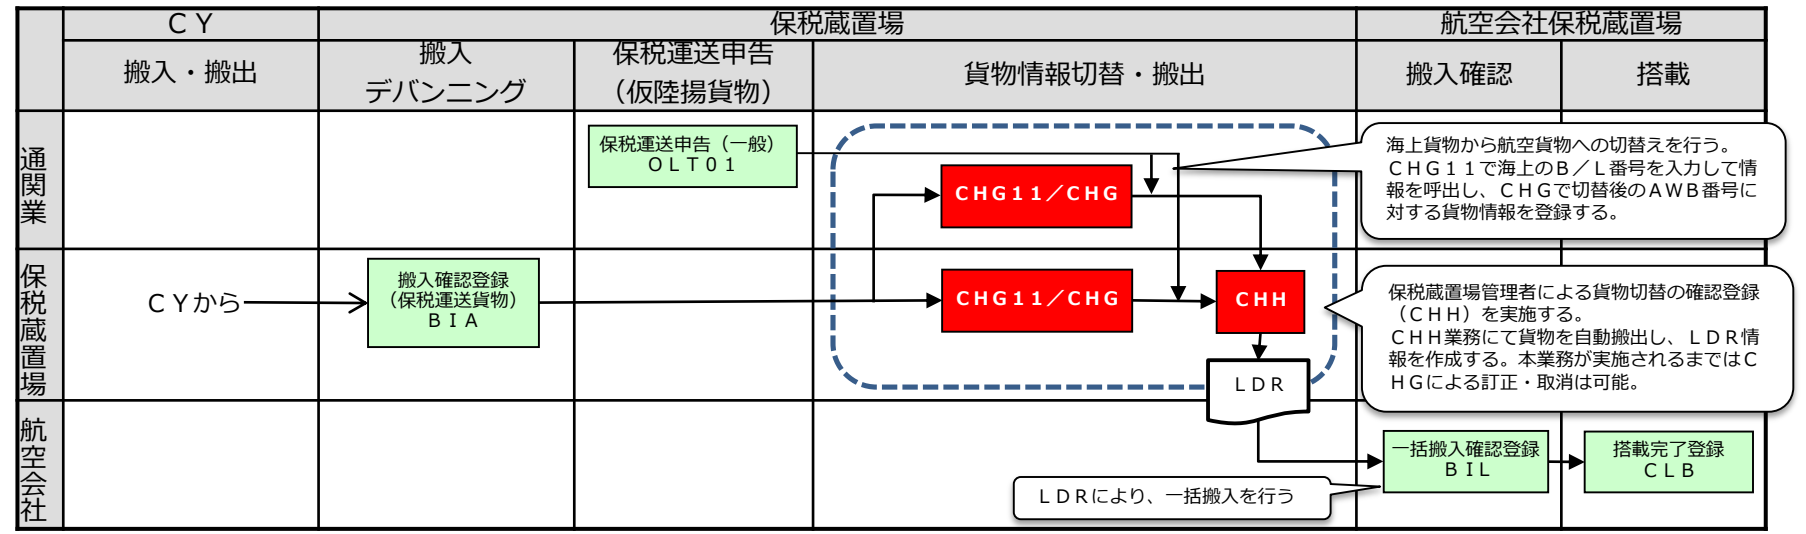 ＣＹ
保税蔵置場
航空会社保税蔵置場
搬入・搬出
搬入
デバンニング
保税運送申告
（仮陸揚貨物）
貨物情報切替・搬出
搬入確認
搭載
通関業
保税運送申告（一般）
ＯＬＴ０１
ＣＨＧ１１／ＣＨＧ
海上貨物から航空貨物への切替えを行う。
ＣＨＧ１１で海上のＢ／Ｌ番号を入力して情
報を呼出し、ＣＨＧで切替後のＡＷＢ番号に
対する貨物情報を登録する。
保税蔵置場
ＣＹから
搬入確認登録
（保税運送貨物）
ＢＩＡ
ＣＨＧ１１／ＣＨＧ
ＣＨＨ
保税蔵置場管理者による貨物切替の確認登録
（ＣＨＨ）を実施する。
ＣＨＨ業務にて貨物を自動搬出し、ＬＤＲ情
報を作成する。本業務が実施されるまではＣ
ＨＧによる訂正・取消は可能。
ＬＤＲ
航空会社
一括搬入確認登録
ＢＩＬ
搭載完了登録
ＣＬＢ
ＬＤＲにより、一括搬入を行う